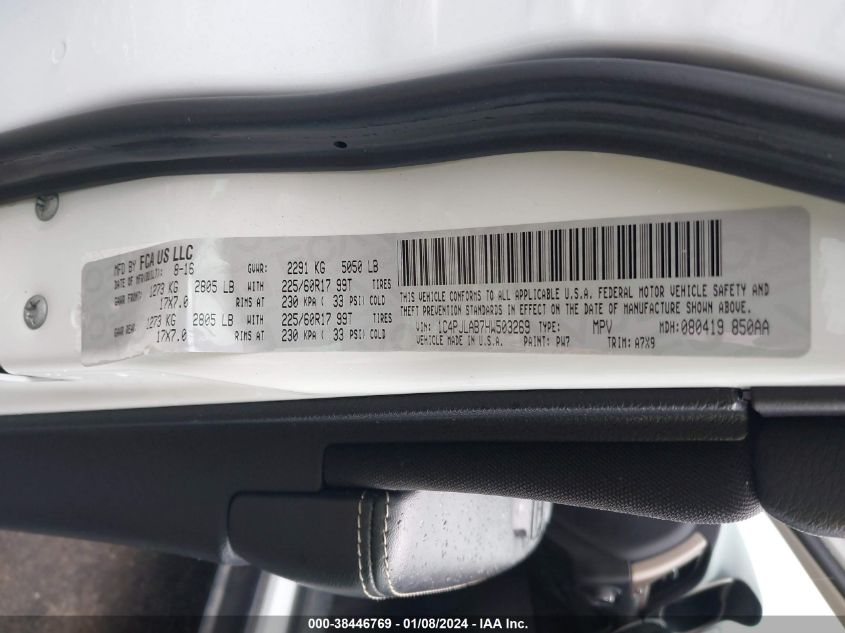 MFD BY FCA US LLC
DATE OF MFR(BUILT): 8-16 GVWR: 2291 KG 5050 LB
GAWR FRONT: 1273 KG 2805 LB WITH 225/60R17 99T TIRES
17X7.0 RIMS AT 230 KPA ( 33 PSI) COLD
GAWR REAR: 1273 KG 2805 LB WITH 225/60R17 99T TIRES
17X7.0 RIMS AT 230 KPA ( 33 PSI) COLD
THIS VEHICLE CONFORMS TO ALL APPLICABLE U.S.A. FEDERAL MOTOR VEHICLE SAFETY AND
THEFT PREVENTION STANDARDS IN EFFECT ON THE DATE OF MANUFACTURE SHOWN ABOVE.
VIN: 1C4PJLAB7HW503269 TYPE: MPV MDH: 080419 850AA
VEHICLE MADE IN U.S.A. PAINT: PW7 TRIM: A7X9
000-38446769 - 01/08/2024 - IAA Inc.